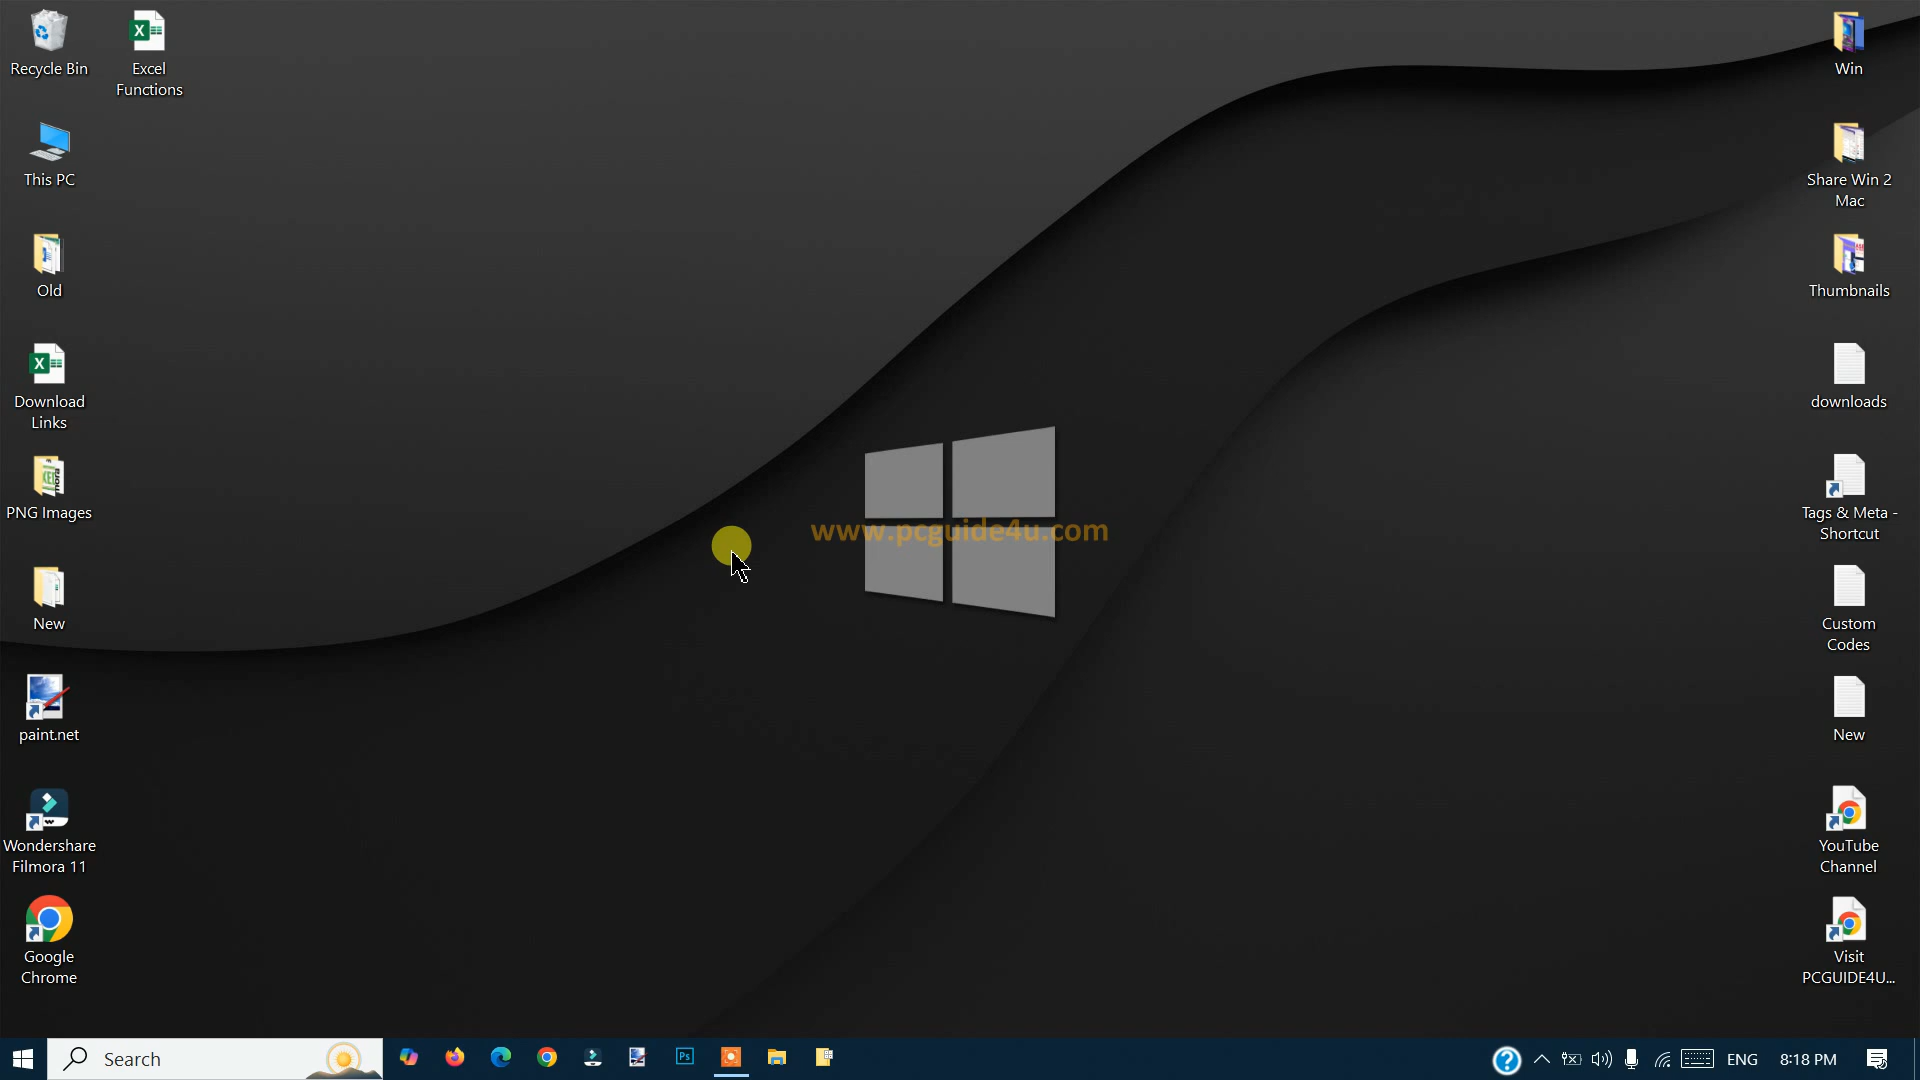 Recycle Bin
Excel
Functions
This PC
Old
Download
Links
PNG Images
New
paint.net
Wondershare
Filmora 11
Google
Chrome
www.pcguide4u.com
Win
Share Win 2
Mac
Thumbnails
downloads
Tags & Meta -
Shortcut
Custom
Codes
New
YouTube
Channel
Visit
PCGUIDE4U...
Search
Ps
ENG
8:18 PM